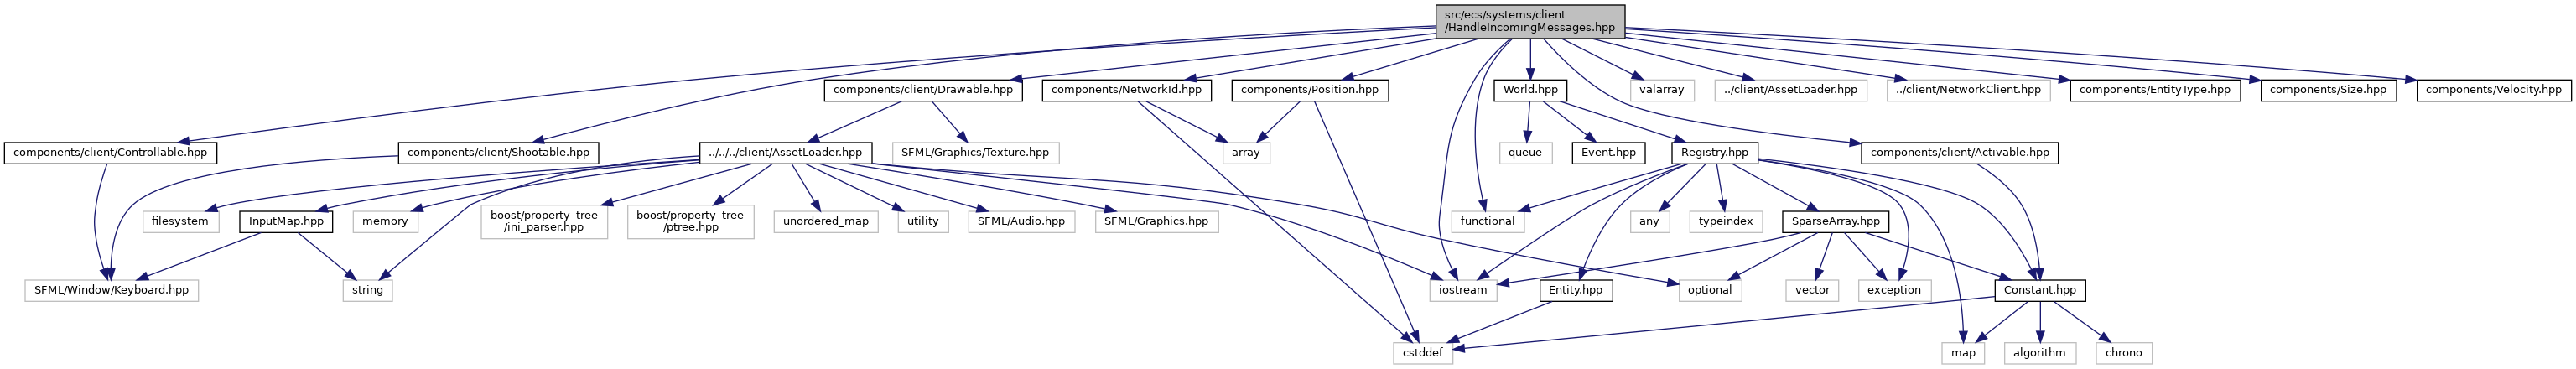 src/ecs/systems/client
/HandleIncomingMessages.hpp
components/client/Drawable.hpp
components/NetworkId.hpp
components/Position.hpp
World.hpp
valarray
../client/AssetLoader.hpp
../client/NetworkClient.hpp
components/EntityType.hpp
components/Size.hpp
components/Velocity.hpp
components/client/Controllable.hpp
components/client/Shootable.hpp
../../../client/AssetLoader.hpp
SFML/Graphics/Texture.hpp
array
queue
Event.hpp
Registry.hpp
components/client/Activable.hpp
filesystem
InputMap.hpp
memory
boost/property_tree
/ini_parser.hpp
boost/property_tree
/ptree.hpp
unordered_map
utility
SFML/Audio.hpp
SFML/Graphics.hpp
functional
any
typeindex
SparseArray.hpp
SFML/Window/Keyboard.hpp
string
iostream
Entity.hpp
optional
vector
exception
Constant.hpp
cstddef
map
algorithm
chrono